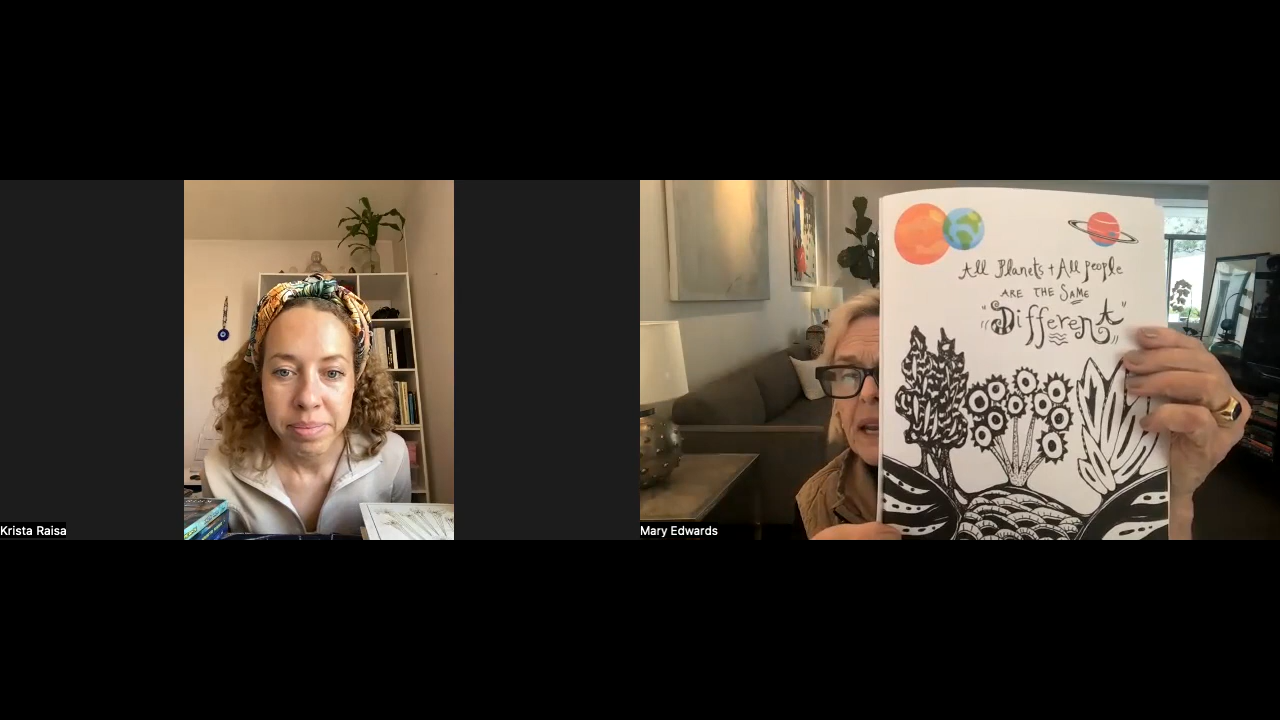 All Planets + All People
ARE THE SAME
"Different"
Krista Raisa
Mary Edwards